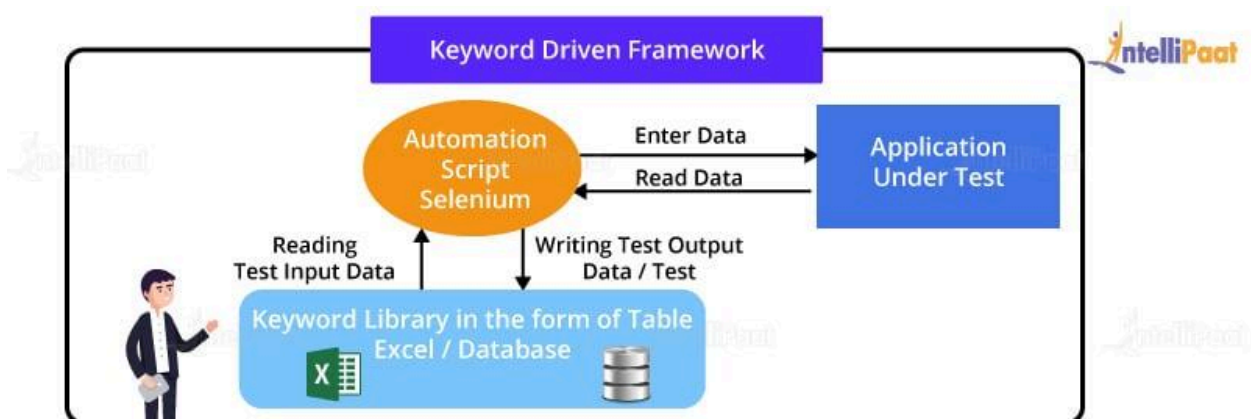 Keyword Driven Framework
IntelliPaat
Automation
Script
Selenium
Enter Data
Read Data
Application
Under Test
Reading
Test Input Data
Writing Test Output
Data / Test
Keyword Library in the form of Table
Excel / Database
X